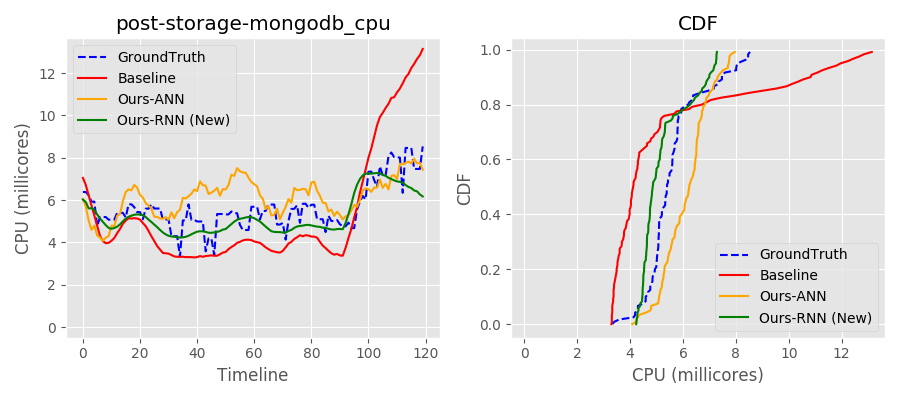 post-storage-mongodb_cpu
GroundTruth
Baseline
Ours-ANN
Ours-RNN (New)
CPU (millicores)
12
10
8
6
4
2
0
0
20
40
60
80
100
120
Timeline
CDF
CDF
1.0
0.8
0.6
0.4
0.2
0.0
GroundTruth
Baseline
Ours-ANN
Ours-RNN (New)
0
2
4
6
8
10
12
CPU (millicores)